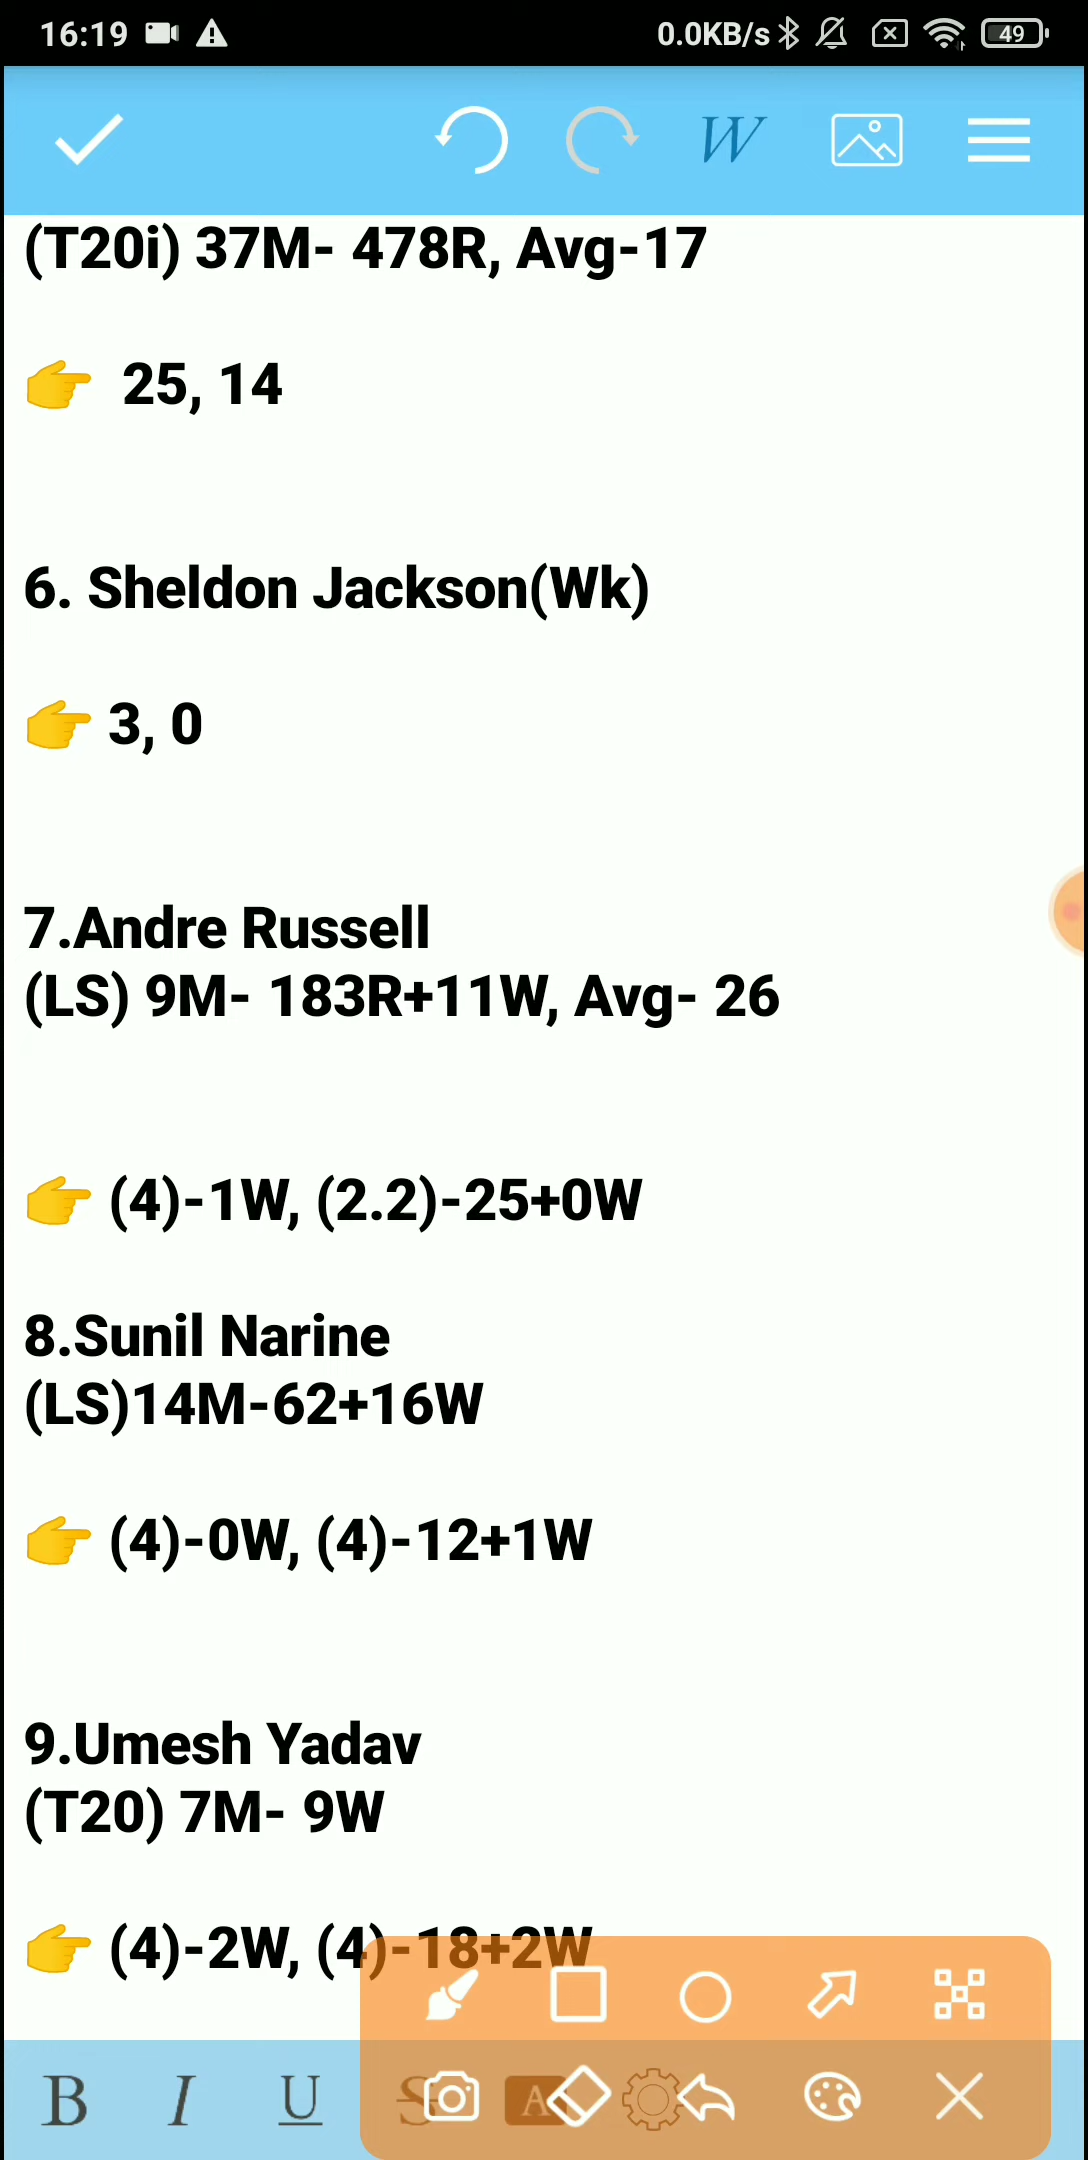 16:19
0.0KB/s
49
W
(T20i) 37M- 478R, Avg-17
👉 25, 14
6. Sheldon Jackson(Wk)
👉 3, 0
7.Andre Russell
(LS) 9M- 183R+11W, Avg- 26
👉 (4)-1W, (2.2)-25+0W
8.Sunil Narine
(LS)14M-62+16W
👉 (4)-0W, (4)-12+1W
9.Umesh Yadav
(T20) 7M- 9W
👉 (4)-2W, (4)-18+2W
B I U S A